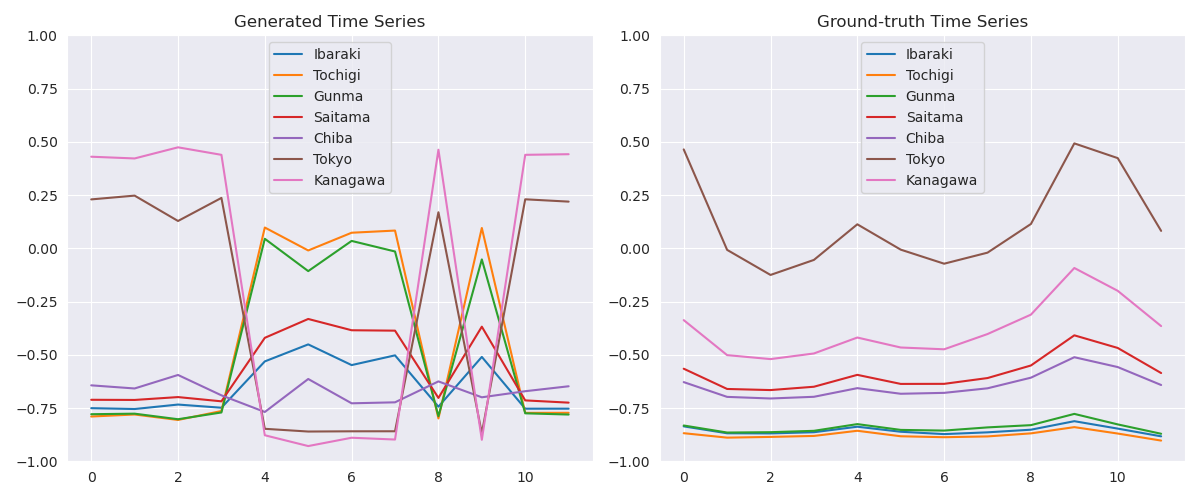 Generated Time Series
1.00
0.75
0.50
0.25
0.00
−0.25
−0.50
−0.75
−1.00
0 2 4 6 8 10
Ibaraki
Tochigi
Gunma
Saitama
Chiba
Tokyo
Kanagawa
Ground-truth Time Series
1.00
0.75
0.50
0.25
0.00
−0.25
−0.50
−0.75
−1.00
0 2 4 6 8 10
Ibaraki
Tochigi
Gunma
Saitama
Chiba
Tokyo
Kanagawa